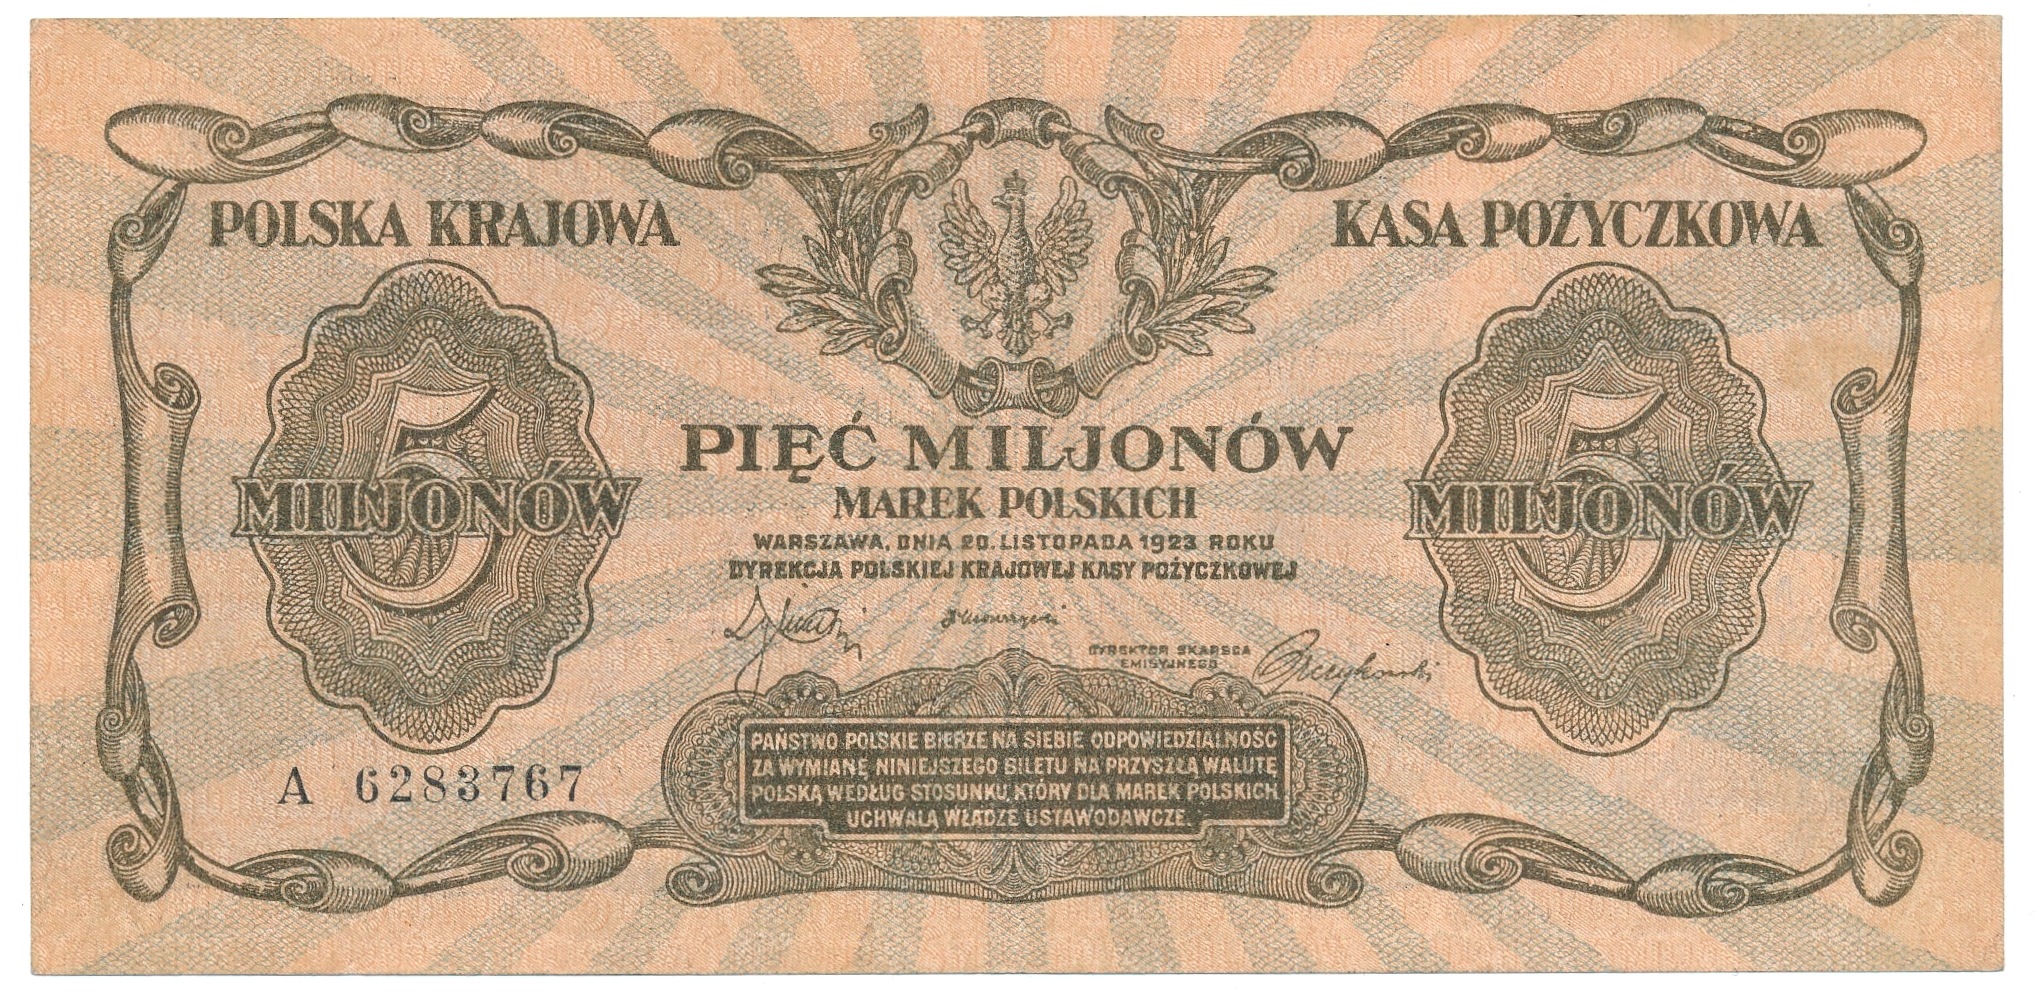 POLSKA KRAJOWA KASA POŻYCZKOWA
5 MILJONÓW
5 MILJONÓW
PIĘĆ MILJONÓW
MAREK POLSKICH
WARSZAWA, DNIA 20. LISTOPADA 1923 ROKU
DYREKCJA POLSKIEJ KRAJOWEJ KASY POŻYCZKOWEJ
DYREKTOR SKARBCA
EMISYJNEGO
A 6283767
PAŃSTWO POLSKIE BIERZE NA SIEBIE ODPOWIEDZIALNOŚĆ
ZA WYMIANĘ NINIEJSZEGO BILETU NA PRZYSZŁĄ WALUTĘ
POLSKĄ WEDŁUG STOSUNKU, KTÓRY DLA MAREK POLSKICH
UCHWALĄ WŁADZE USTAWODAWCZE.